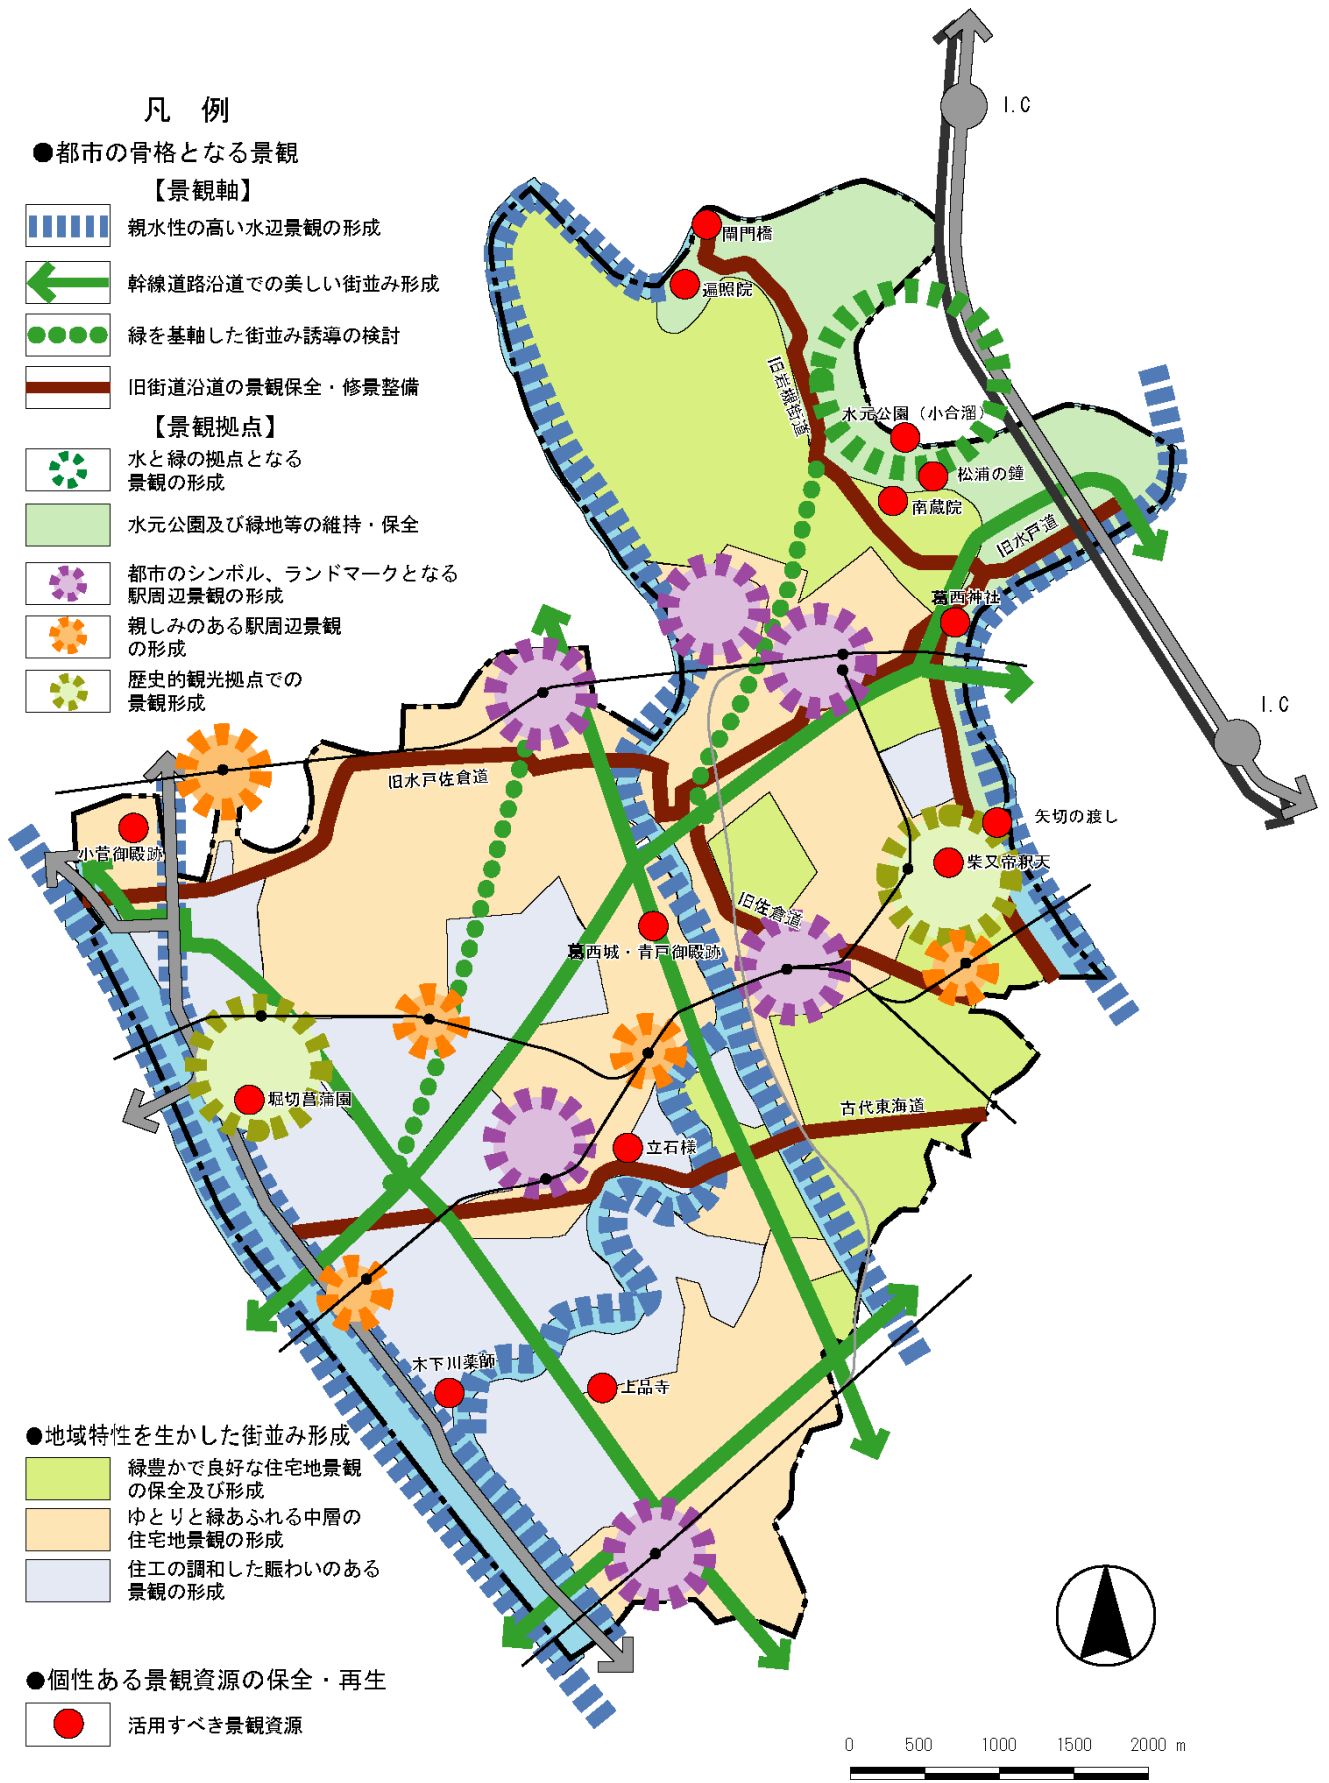 凡　例
●都市の骨格となる景観
【景観軸】
親水性の高い水辺景観の形成
幹線道路沿道での美しい街並み形成
緑を基軸した街並み誘導の検討
旧街道沿道の景観保全・修景整備
【景観拠点】
水と緑の拠点となる
景観の形成
水元公園及び緑地等の維持・保全
都市のシンボル、ランドマークとなる
駅周辺景観の形成
親しみのある駅周辺景観
の形成
歴史的観光拠点での
景観形成
I.C
閘門橋
遍照院
旧岩槻街道
水元公園（小合溜）
松浦の鐘
南蔵院
旧水戸道
葛西神社
I.C
旧水戸佐倉道
矢切の渡し
小菅御殿跡
柴又帝釈天
旧佐倉道
葛西城・青戸御殿跡
堀切菖蒲園
古代東海道
立石様
木下川薬師
上品寺
●地域特性を生かした街並み形成
緑豊かで良好な住宅地景観
の保全及び形成
ゆとりと緑あふれる中層の
住宅地景観の形成
住工の調和した賑わいのある
景観の形成
●個性ある景観資源の保全・再生
活用すべき景観資源
0 500 1000 1500 2000 m